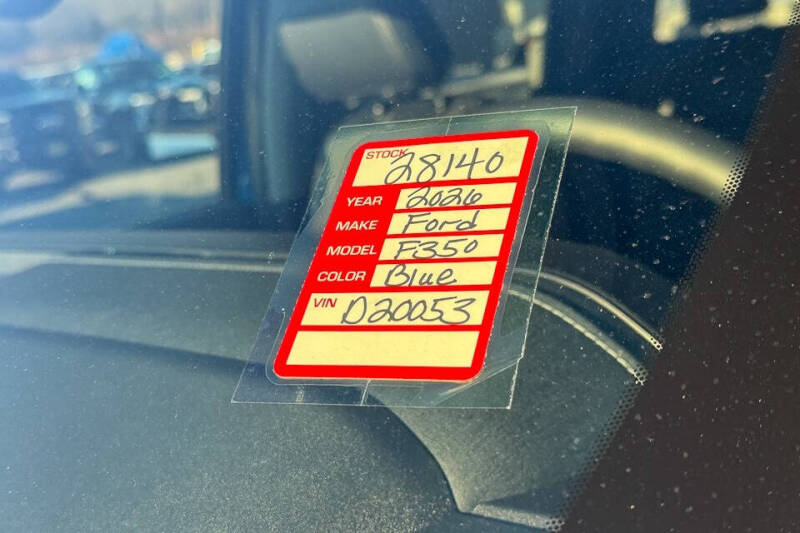 STOCK 28140
YEAR 2026
MAKE Ford
MODEL F350
COLOR Blue
VIN D20053